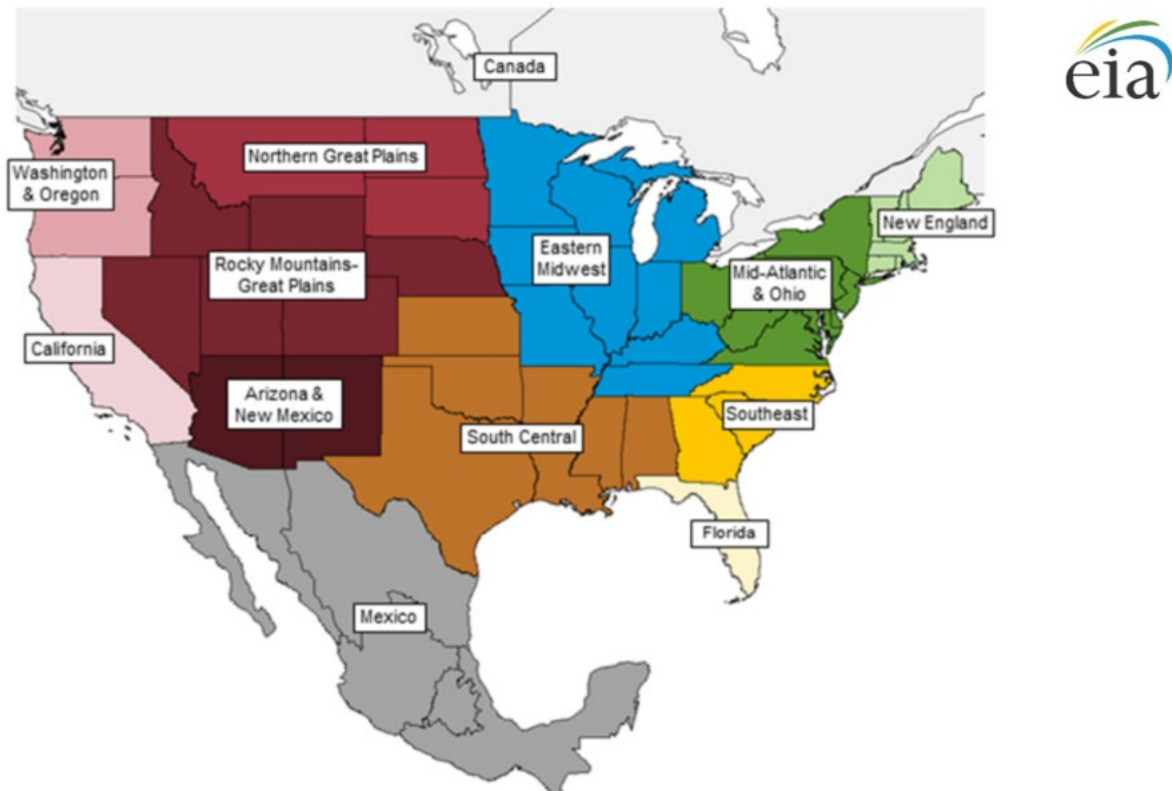 eia
Canada
Northern Great Plains
Washington
& Oregon
New England
Eastern
Midwest
Rocky Mountains-
Great Plains
Mid-Atlantic
& Ohio
California
Arizona &
New Mexico
Southeast
South Central
Florida
Mexico